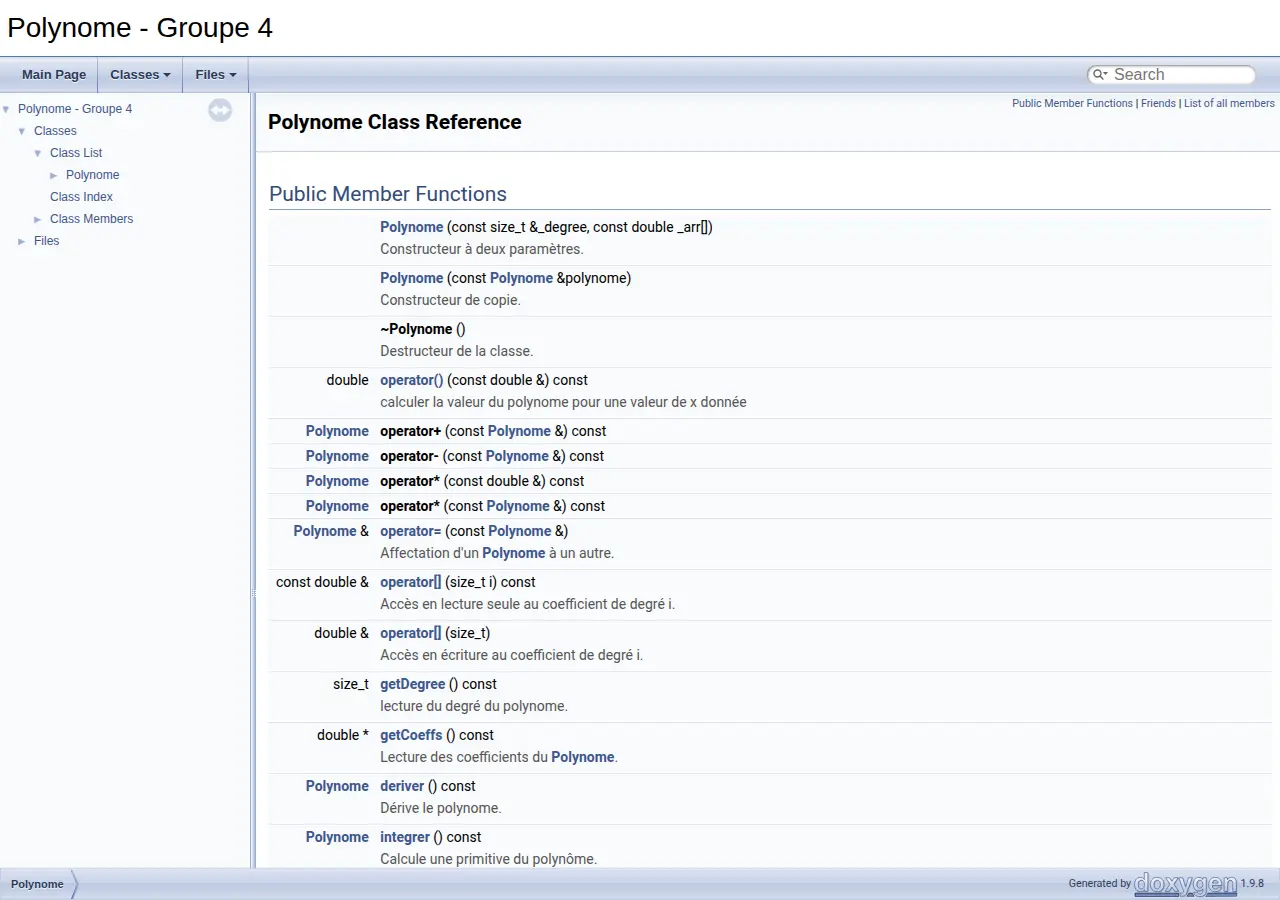 Polynome - Groupe 4
Main Page Classes Files Search
Polynome - Groupe 4
Classes
Class List
Polynome
Class Index
Class Members
Files
Public Member Functions | Friends | List of all members
Polynome Class Reference
Public Member Functions
Polynome (const size_t &_degree, const double _arr[])
Constructeur à deux paramètres.
Polynome (const Polynome &polynome)
Constructeur de copie.
~Polynome ()
Destructeur de la classe.
double operator() (const double &) const
calculer la valeur du polynome pour une valeur de x donnée
Polynome operator+ (const Polynome &) const
Polynome operator- (const Polynome &) const
Polynome operator* (const double &) const
Polynome operator* (const Polynome &) const
Polynome & operator= (const Polynome &)
Affectation d'un Polynome à un autre.
const double & operator[] (size_t i) const
Accès en lecture seule au coefficient de degré i.
double & operator[] (size_t)
Accès en écriture au coefficient de degré i.
size_t getDegree () const
lecture du degré du polynome.
double * getCoeffs () const
Lecture des coefficients du Polynome.
Polynome deriver () const
Dérive le polynome.
Polynome integrer () const
Calcule une primitive du polynôme.
Polynome
Generated by doxygen 1.9.8